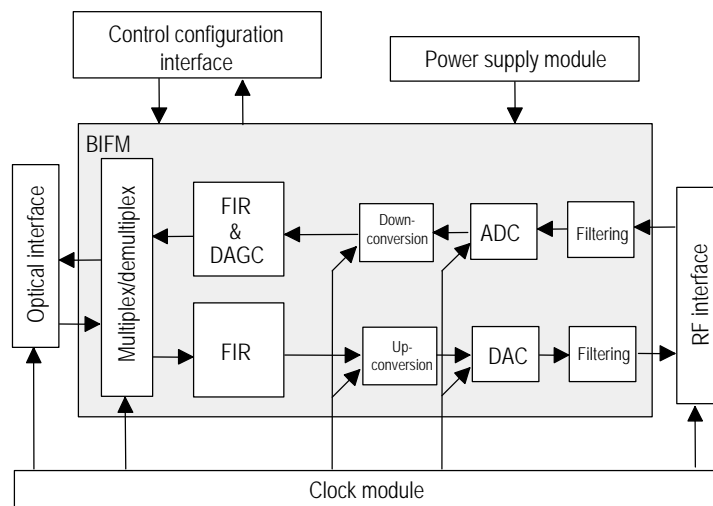 Control configuration
interface
Power supply module
BIFM
Optical interface
Multiplex/demultiplex
FIR
&
DAGC
Down-
conversion
ADC
Filtering
RF interface
FIR
Up-
conversion
DAC
Filtering
Clock module